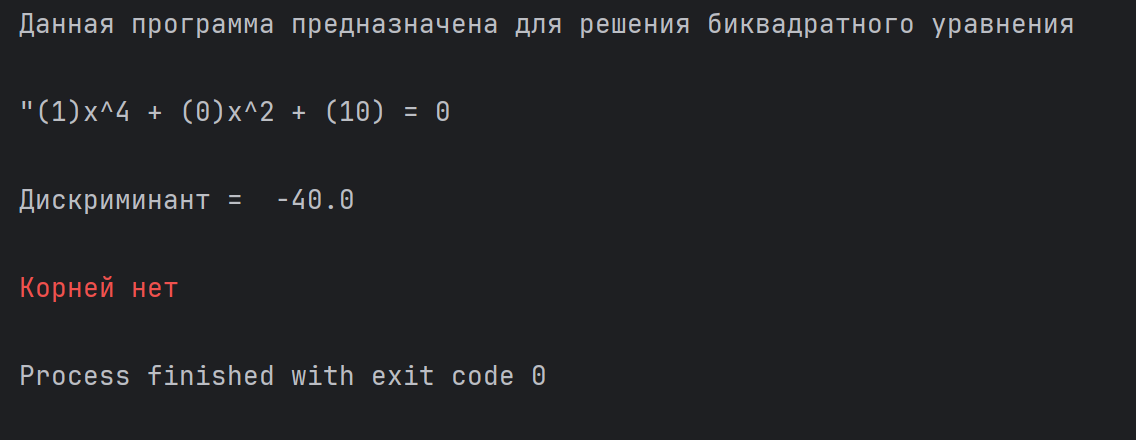 Данная программа предназначена для решения биквадратного уравнения
"(1)x^4 + (0)x^2 + (10) = 0
Дискриминант =  -40.0
Корней нет
Process finished with exit code 0